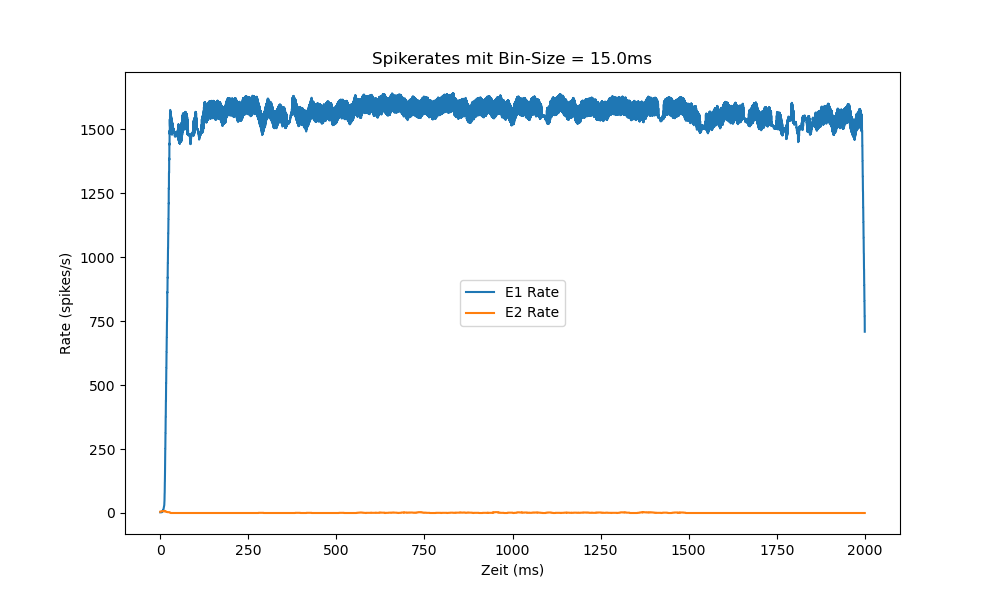 Spikerates mit Bin-Size = 15.0ms
Rate (spikes/s)
1500
1250
1000
750
500
250
0
E1 Rate
E2 Rate
0 250 500 750 1000 1250 1500 1750 2000
Zeit (ms)